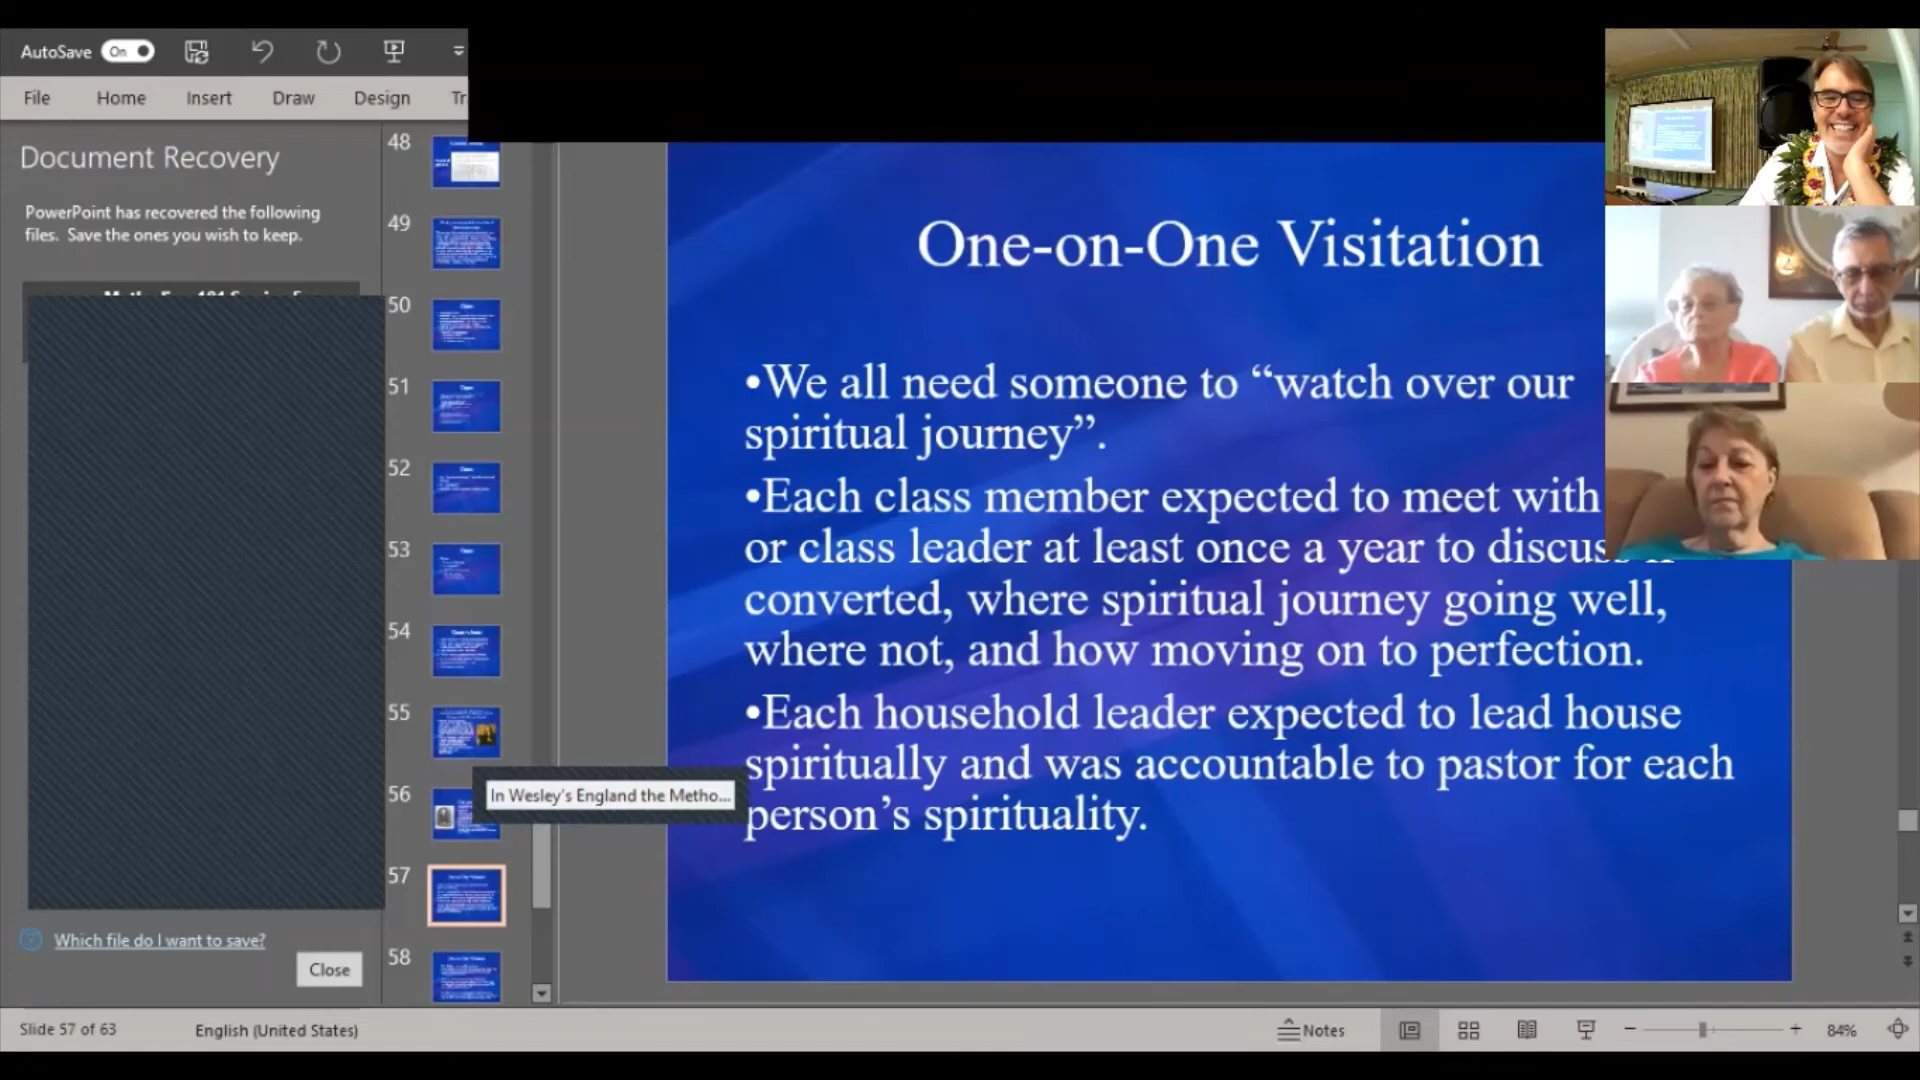 AutoSave On
File Home Insert Draw Design
Document Recovery
PowerPoint has recovered the following
files. Save the ones you wish to keep.
Which file do I want to save?
Close
48
49
50
51
52
53
54
55
56
57
58
In Wesley's England the Metho...
One-on-One Visitation
•We all need someone to “watch over our
spiritual journey”.
•Each class member expected to meet with
or class leader at least once a year to discuss
converted, where spiritual journey going well,
where not, and how moving on to perfection.
•Each household leader expected to lead house
spiritually and was accountable to pastor for each
person’s spirituality.
Slide 57 of 63 English (United States) Notes 84%